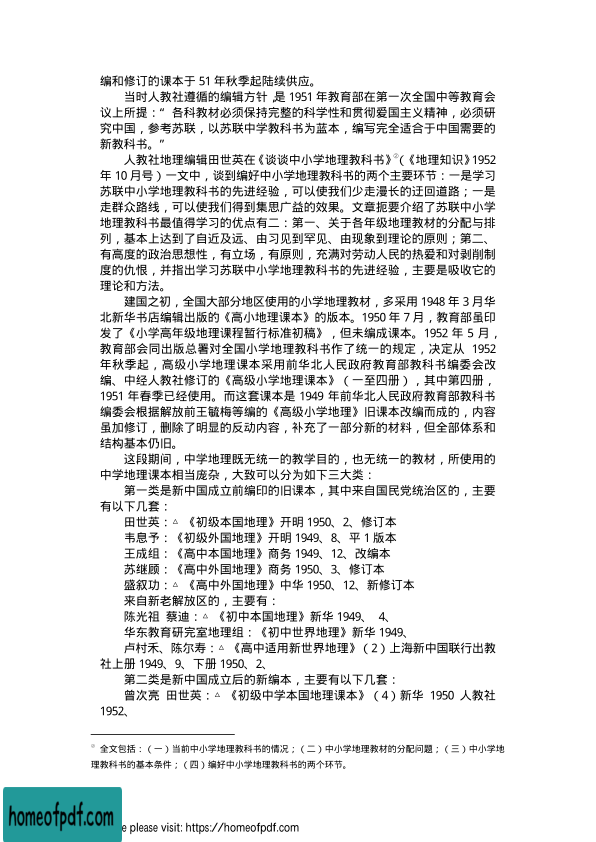 编和修订的课本于 51 年秋季起陆续供应。
当时人教社遵循的编辑方针，是 1951 年教育部在第一次全国中等教育会
议上所提：“ 各科教材必须保持完整的科学性和贯彻爱国主义精神，必须研
究中国，参考苏联，以苏联中学教科书为蓝本，编写完全适合于中国需要的
新教科书。”
人教社地理编辑田世英在《谈谈中小学地理教科书》①（《地理知识》1952
年 10 月号）一文中，谈到编好中小学地理教科书的两个主要环节：一是学习
苏联中小学地理教科书的先进经验，可以使我们少走漫长的迂回道路；一是
走群众路线，可以使我们得到集思广益的效果。文章扼要介绍了苏联中小学
地理教科书最值得学习的优点有二：第一、关于各年级地理教材的分配与排
列，基本上达到了自近及远、由习见到罕见、由现象到理论的原则；第二、
有高度的政治思想性，有立场，有原则，充满对劳动人民的热爱和对剥削制
度的仇恨，并指出学习苏联中小学地理教科书的先进经验，主要是吸收它的
理论和方法。
建国之初，全国大部分地区使用的小学地理教材，多采用 1948 年 3 月华
北新华书店编辑出版的《高小地理课本》的版本。1950 年 7 月，教育部虽印
发了《小学高年级地理课程暂行标准初稿》，但未编成课本。1952 年 5 月，
教育部会同出版总署对全国小学地理教科书作了统一的规定，决定从 1952
年秋季起，高级小学地理课本采用前华北人民政府教育部教科书编委会改
编、中经人教社修订的《高级小学地理课本》（一至四册），其中第四册，
1951 年春季已经使用。而这套课本是 1949 年前华北人民政府教育部教科书
编委会根据解放前王毓梅等编的《高级小学地理》旧课本改编而成的，内容
虽加修订，删除了明显的反动内容，补充了一部分新的材料，但全部体系和
结构基本仍旧。
这段期间，中学地理既无统一的教学目的，也无统一的教材，所使用的
中学地理课本相当庞杂，大致可以分为如下三大类：
第一类是新中国成立前编印的旧课本，其中来自国民党统治区的，主要
有以下几套：
田世英：△ 《初级本国地理》开明 1950、2、修订本
韦息予：《初级外国地理》开明 1949、8、平 1 版本
王成组：《高中本国地理》商务 1949、12、改编本
苏继顾：《高中外国地理》商务 1950、3、修订本
盛叙功：△ 《高中外国地理》中华 1950、12、新修订本
来自新老解放区的，主要有：
陈光祖 蔡迪：△ 《初中本国地理》新华 1949、 4、
华东教育研究室地理组：《初中世界地理》新华 1949、
卢村禾、陈尔寿：△ 《高中适用新世界地理》（2）上海新中国联行出教
社上册 1949、9、下册 1950、2、
第二类是新中国成立后的新编本，主要有以下几套：
曾次亮 田世英：△ 《初级中学本国地理课本》（4）新华 1950 人教社
1952、
① 全文包括：（一）当前中小学地理教科书的情况；（二）中小学地理教材的分配问题；（三）中小学地
理教科书的基本条件；（四）编好中小学地理教科书的两个环节。
homeofpdf.com
e please visit: https://homeofpdf.com